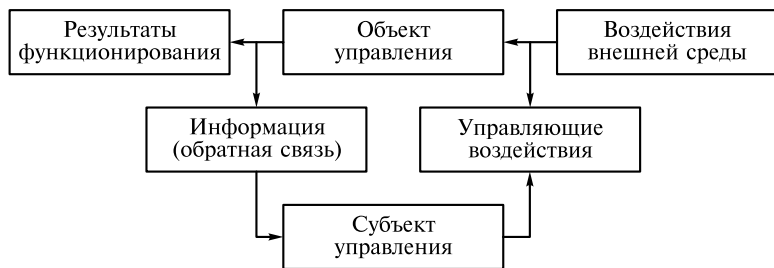 Результаты
функционирования
Объект
управления
Воздействия
внешней среды
Информация
(обратная связь)
Управляющие
воздействия
Субъект
управления